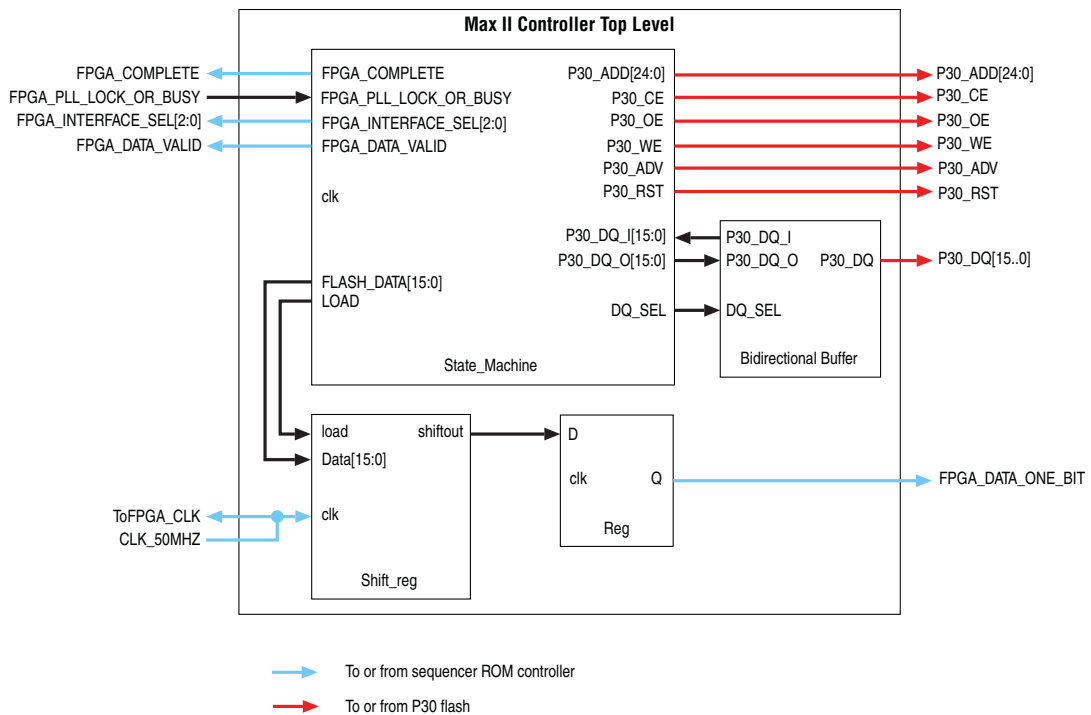 Max II Controller Top Level
FPGA_COMPLETE
FPGA_PLL_LOCK_OR_BUSY
FPGA_INTERFACE_SEL[2:0]
FPGA_DATA_VALID
FPGA_COMPLETE
FPGA_PLL_LOCK_OR_BUSY
FPGA_INTERFACE_SEL[2:0]
FPGA_DATA_VALID
clk
FLASH_DATA[15:0]
LOAD
P30_ADD[24:0]
P30_CE
P30_OE
P30_WE
P30_ADV
P30_RST
P30_DQ_I[15:0]
P30_DQ_O[15:0]
DQ_SEL
State_Machine
P30_DQ_I
P30_DQ_O
P30_DQ
DQ_SEL
Bidirectional Buffer
P30_ADD[24:0]
P30_CE
P30_OE
P30_WE
P30_ADV
P30_RST
P30_DQ[15..0]
load
shiftout
Data[15:0]
clk
Shift_reg
D
clk
Q
Reg
FPGA_DATA_ONE_BIT
ToFPGA_CLK
CLK_50MHZ
To or from sequencer ROM controller
To or from P30 flash